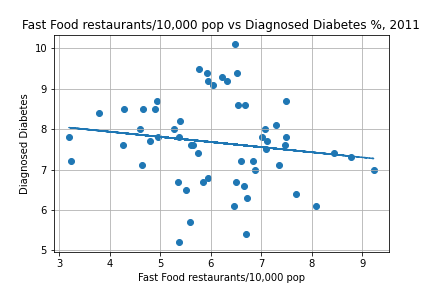 Fast Food restaurants/10,000 pop vs Diagnosed Diabetes %, 2011
10
9
8
7
6
5
Diagnosed Diabetes
3 4 5 6 7 8 9
Fast Food restaurants/10,000 pop